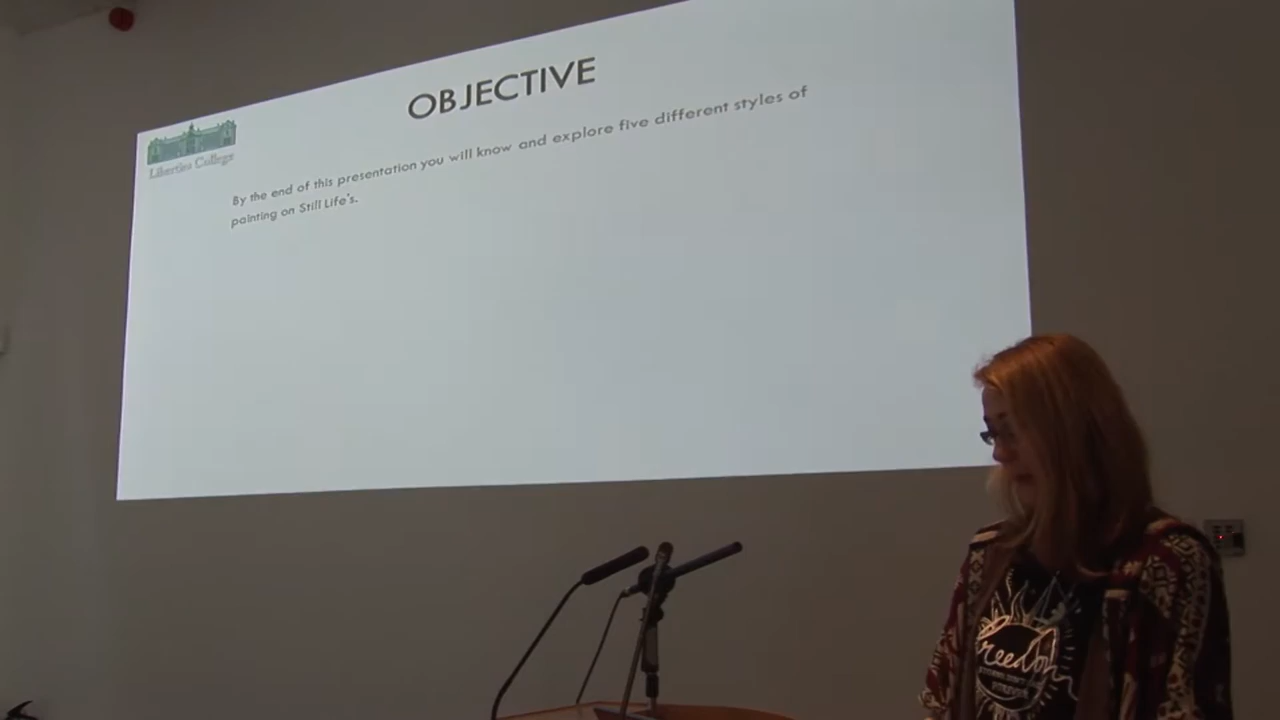 OBJECTIVE
Liberties College
By the end of this presentation you will know and explore five different styles of
painting on Still Life's.
freedom